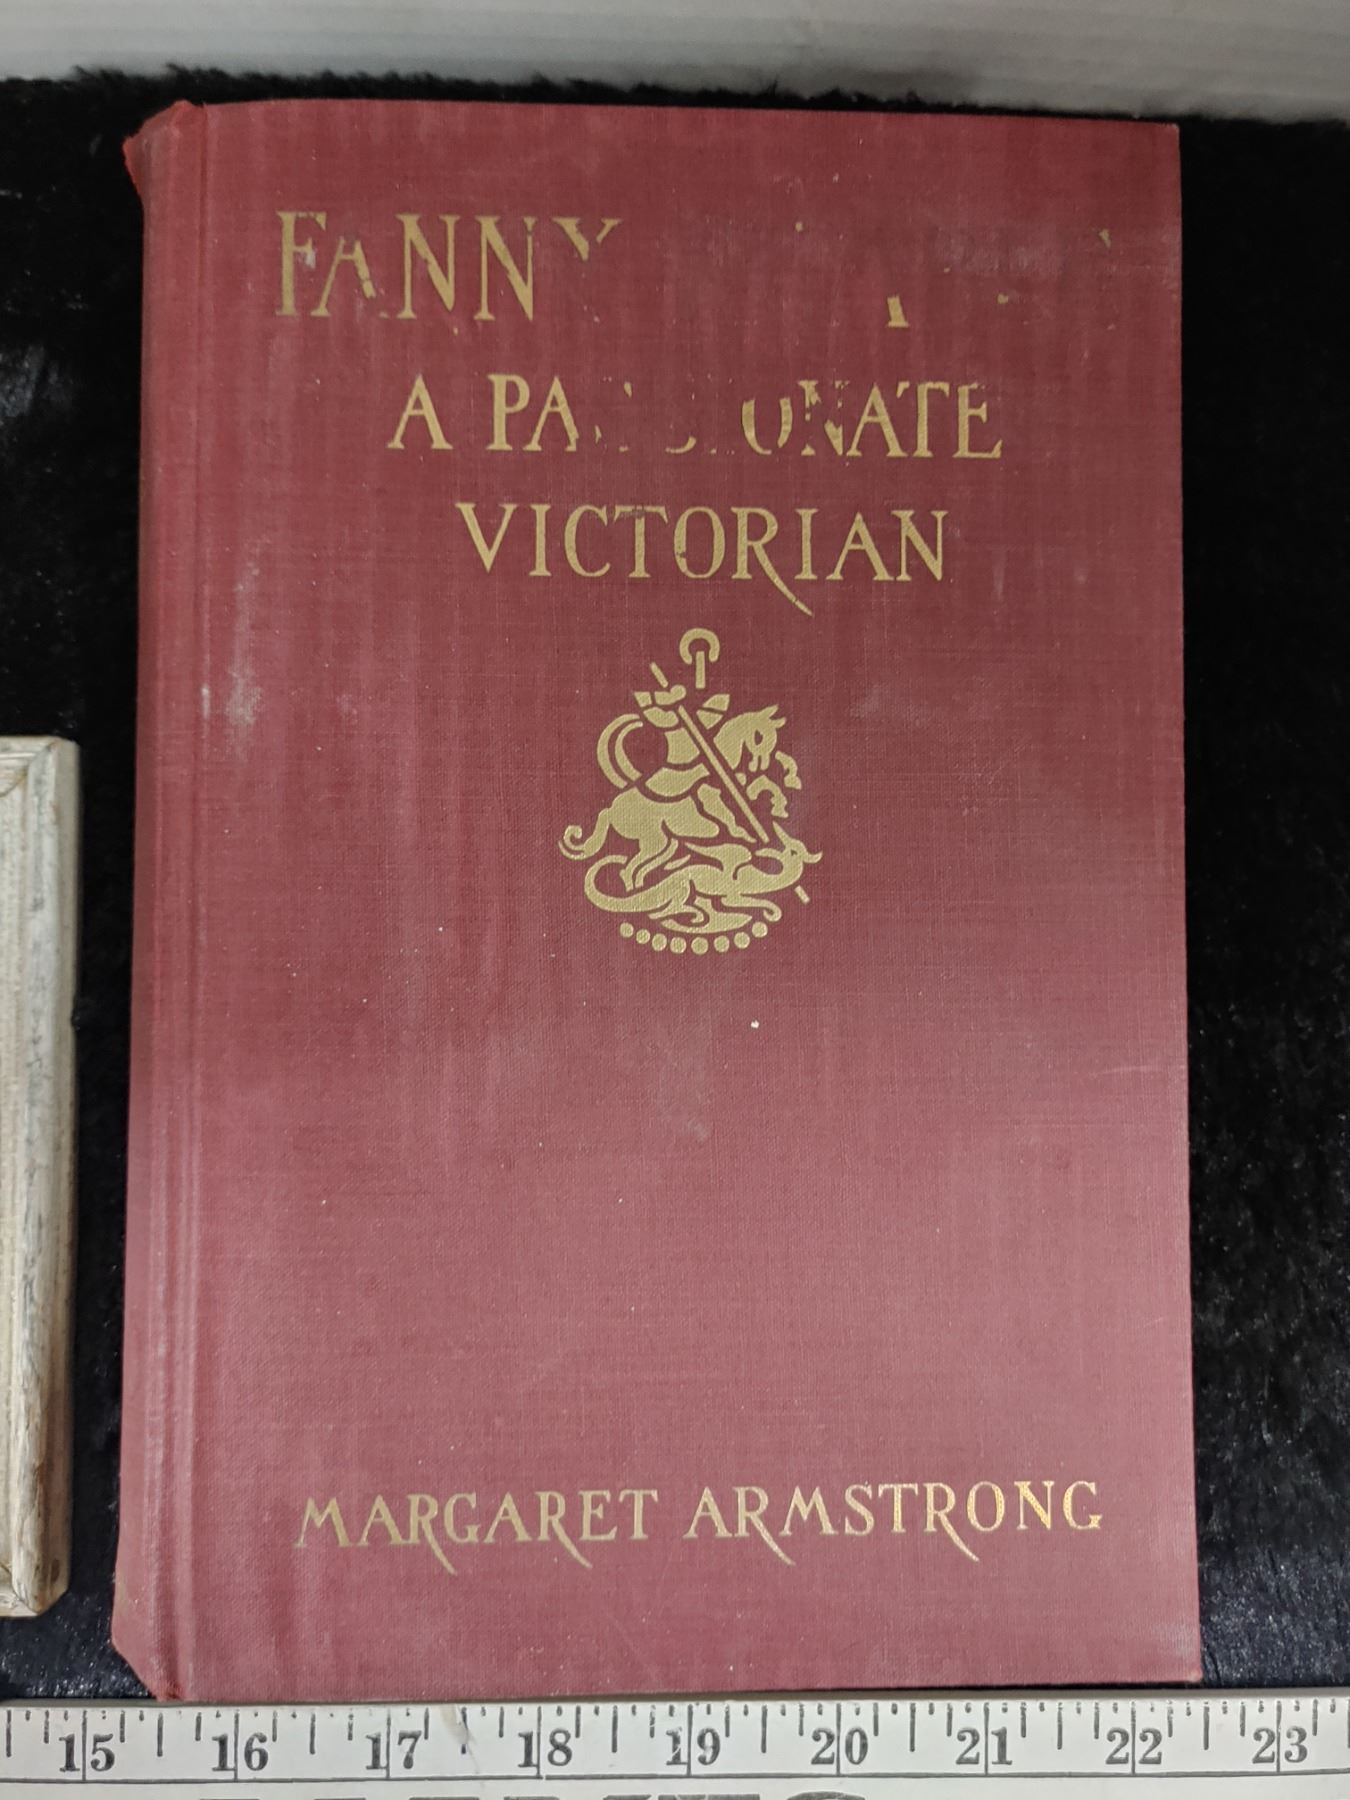 FANNY
A PASSIONATE
VICTORIAN
MARGARET ARMSTRONG
15 16 17 18 19 20 21 22 23